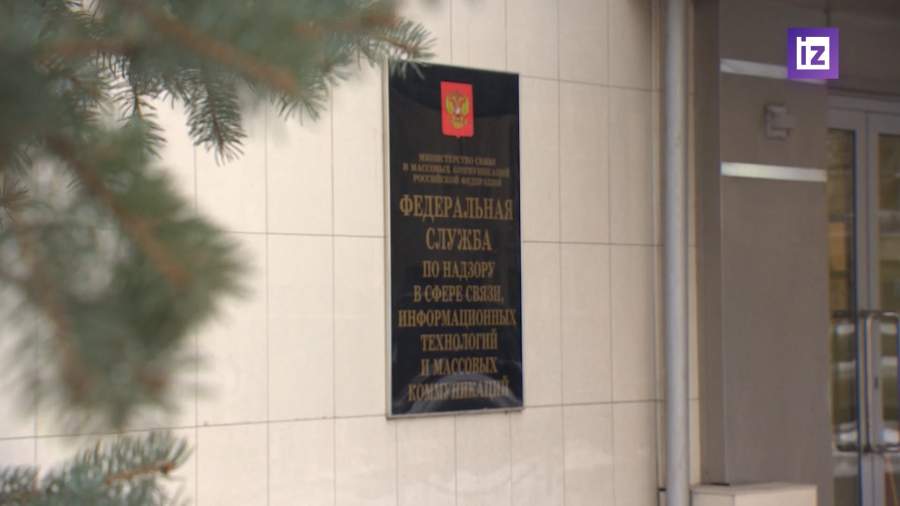 iz
МИНИСТЕРСТВО СВЯЗИ
И МАССОВЫХ КОММУНИКАЦИЙ
РОССИЙСКОЙ ФЕДЕРАЦИИ
ФЕДЕРАЛЬНАЯ
СЛУЖБА
ПО НАДЗОРУ
В СФЕРЕ СВЯЗИ,
ИНФОРМАЦИОННЫХ
ТЕХНОЛОГИЙ
И МАССОВЫХ
КОММУНИКАЦИЙ